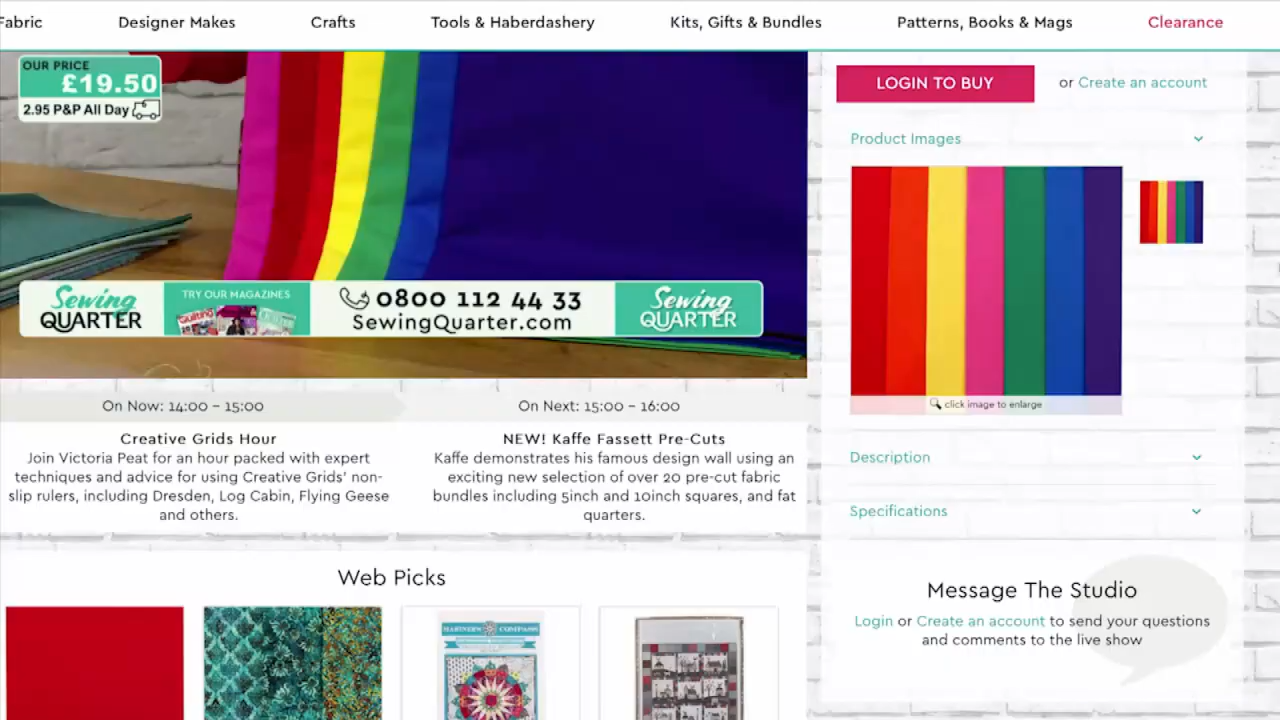 Fabric
Designer Makes
Crafts
Tools & Haberdashery
Kits, Gifts & Bundles
Patterns, Books & Mags
Clearance
OUR PRICE
£19.50
2.95 P&P All Day
Sewing
QUARTER
TRY OUR MAGAZINES
Quilting
0800 112 44 33
SewingQuarter.com
Sewing
QUARTER
LOGIN TO BUY
or Create an account
Product Images
click image to enlarge
Description
Specifications
Message The Studio
Login or Create an account to send your questions
and comments to the live show
On Now: 14:00 – 15:00
Creative Grids Hour
Join Victoria Peat for an hour packed with expert
techniques and advice for using Creative Grids' non-
slip rulers, including Dresden, Log Cabin, Flying Geese
and others.
On Next: 15:00 – 16:00
NEW! Kaffe Fassett Pre-Cuts
Kaffe demonstrates his famous design wall using an
exciting new selection of over 20 pre-cut fabric
bundles including 5inch and 10inch squares, and fat
quarters.
Web Picks
MARINER'S COMPASS